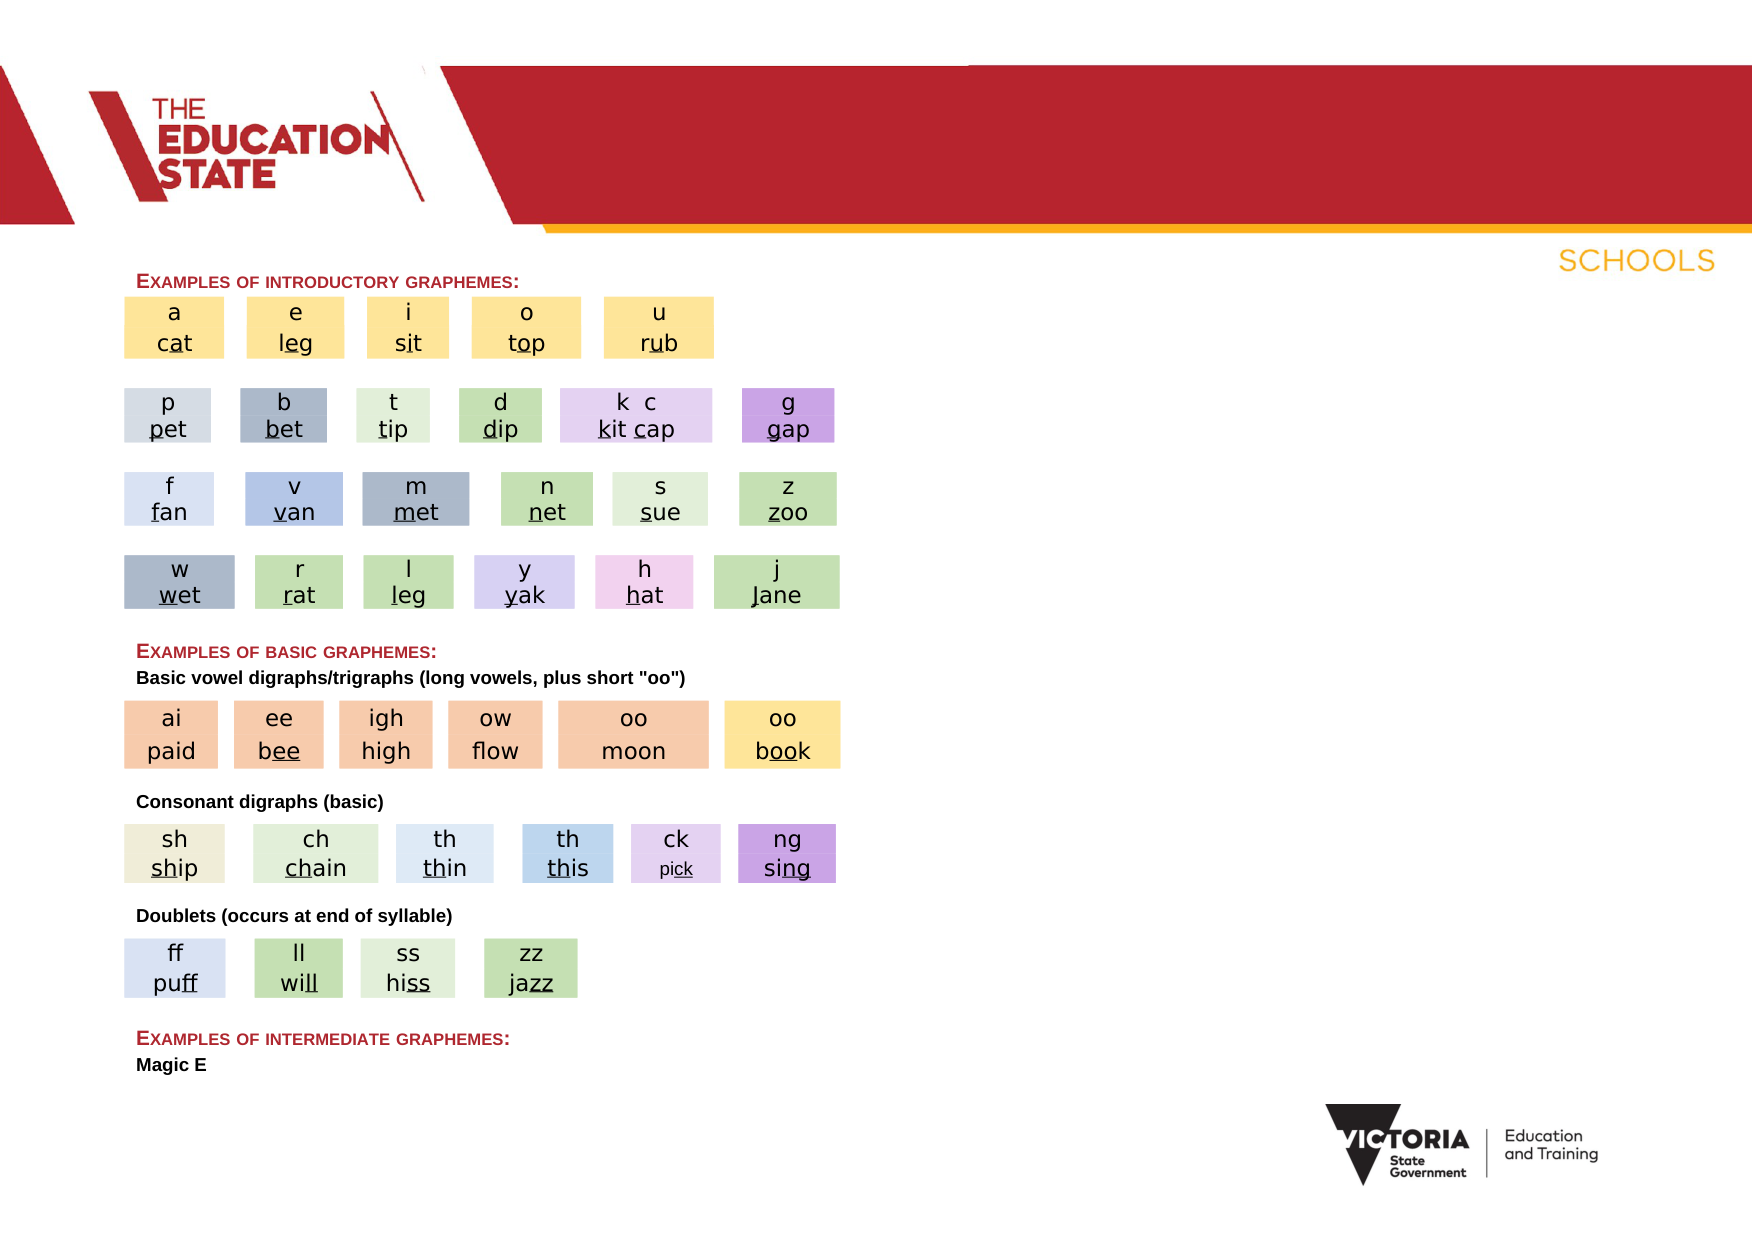 THE
EDUCATION
STATE
SCHOOLS
EXAMPLES OF INTRODUCTORY GRAPHEMES:
a e i o u
cat leg sit top rub
p b t d k c g
pet bet tip dip kit cap gap
f v m n s z
fan van met net sue zoo
w r l y h j
wet rat leg yak hat Jane
EXAMPLES OF BASIC GRAPHEMES:
Basic vowel digraphs/trigraphs (long vowels, plus short "oo")
ai ee igh ow oo oo
paid bee high flow moon book
Consonant digraphs (basic)
sh ch th th ck ng
ship chain thin this pick sing
Doublets (occurs at end of syllable)
ff ll ss zz
puff will hiss jazz
EXAMPLES OF INTERMEDIATE GRAPHEMES:
Magic E
VICTORIA
State
Government
Education
and Training